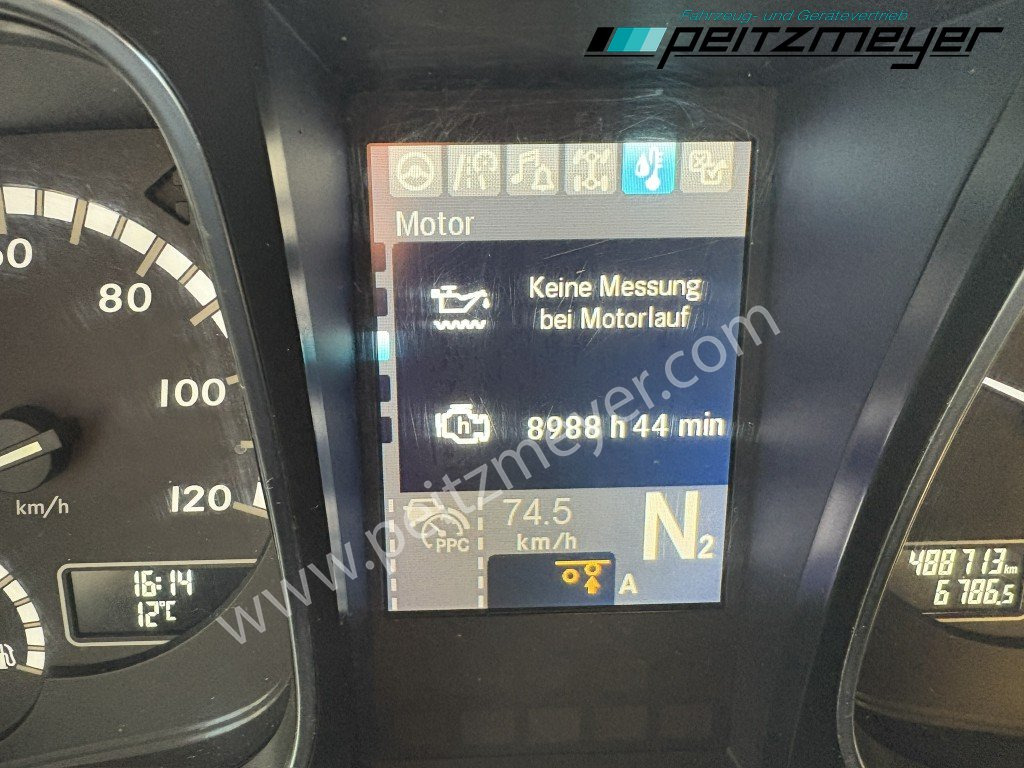 Fahrzeug- und Gerätevertrieb
peitzmeyer
Motor
Keine Messung
bei Motorlauf
h
8988 h 44 min
80
100
120
km/h
PPC
74.5
km/h
N2
A
16:14
12°C
488713 km
6786,5
www.peitzmeyer.com